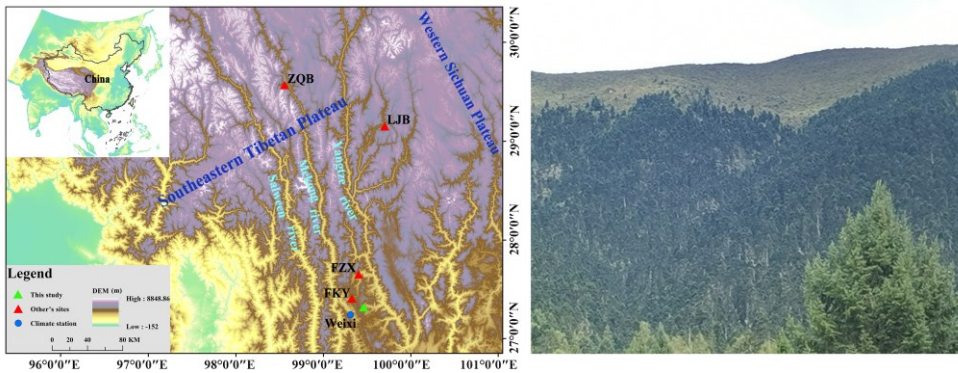 China
ZQB
LJB
Western Sichuan Plateau
Southeastern Tibetan Plateau
Salween river
Mekong river
Yangtze river
FZX
FKY
Weixi
Legend
This study
Other's sites
Climate station
DEM (m)
High : 8848.86
Low : -152
0 20 40 60 80
KM
30°0'0"N
29°0'0"N
28°0'0"N
27°0'0"N
96°0'0"E 97°0'0"E 98°0'0"E 99°0'0"E 100°0'0"E 101°0'0"E